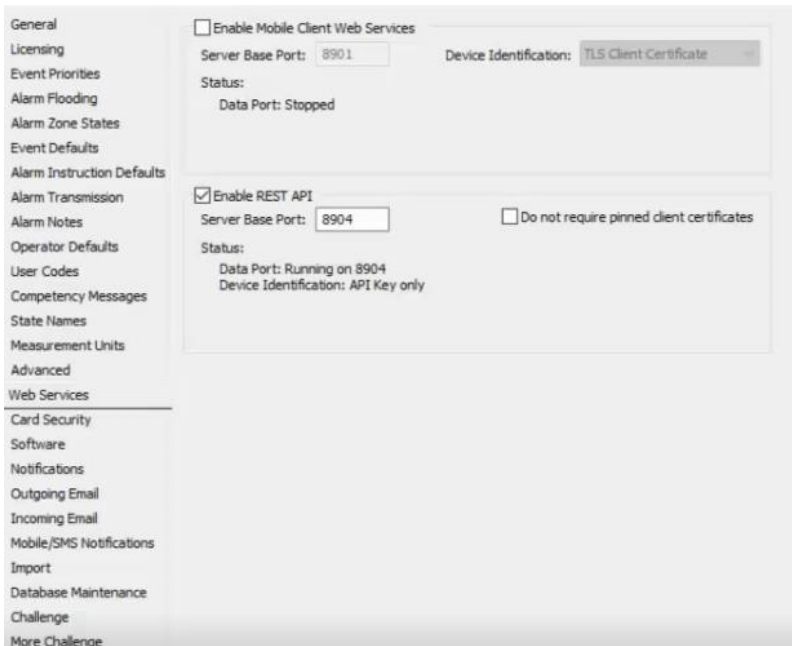 General
Licensing
Event Priorities
Alarm Flooding
Alarm Zone States
Event Defaults
Alarm Instruction Defaults
Alarm Transmission
Alarm Notes
Operator Defaults
User Codes
Competency Messages
State Names
Measurement Units
Advanced
Web Services
Card Security
Software
Notifications
Outgoing Email
Incoming Email
Mobile/SMS Notifications
Import
Database Maintenance
Challenge
More Challenge
Enable Mobile Client Web Services
Server Base Port: 8901 Device Identification: TLS Client Certificate
Status:
Data Port: Stopped
Enable REST API
Server Base Port: 8904 Do not require pinned client certificates
Status:
Data Port: Running on 8904
Device Identification: API Key only